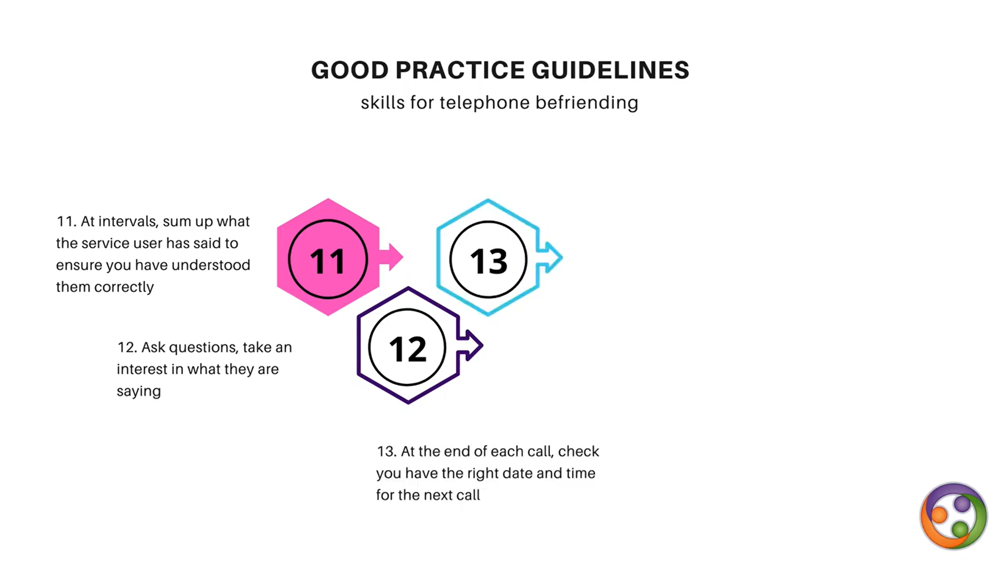 GOOD PRACTICE GUIDELINES
skills for telephone befriending
11. At intervals, sum up what
the service user has said to
ensure you have understood
them correctly
11
13
12
12. Ask questions, take an
interest in what they are
saying
13. At the end of each call, check
you have the right date and time
for the next call